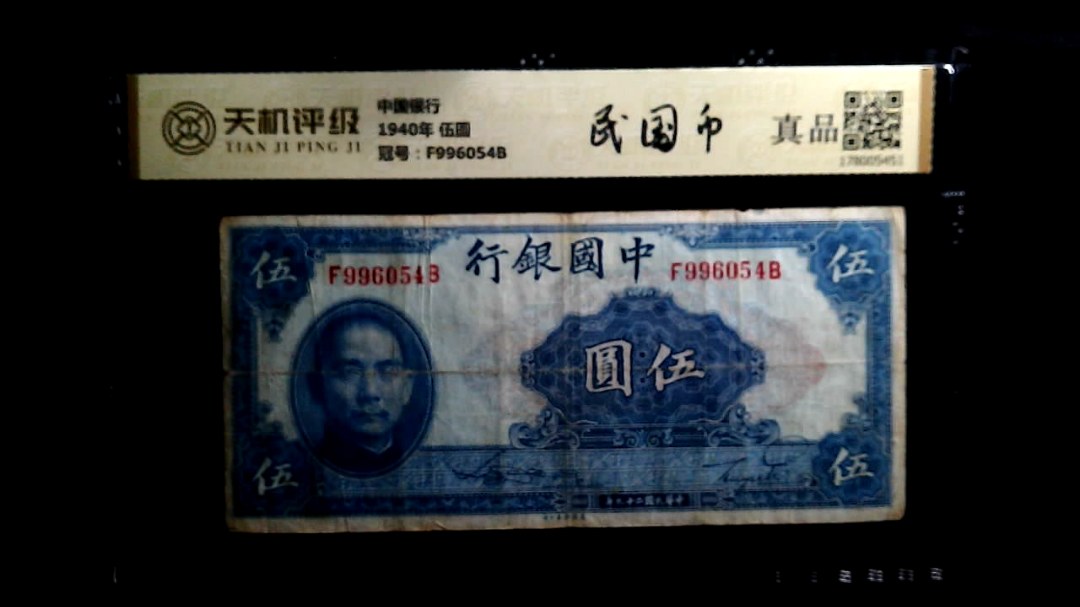 天机评级
TIAN JI PING JI
中国银行
1940年 伍圆
冠号：F996054B
民国币
真品
行銀國中
F996054B
F996054B
伍
伍
圓伍
伍
伍